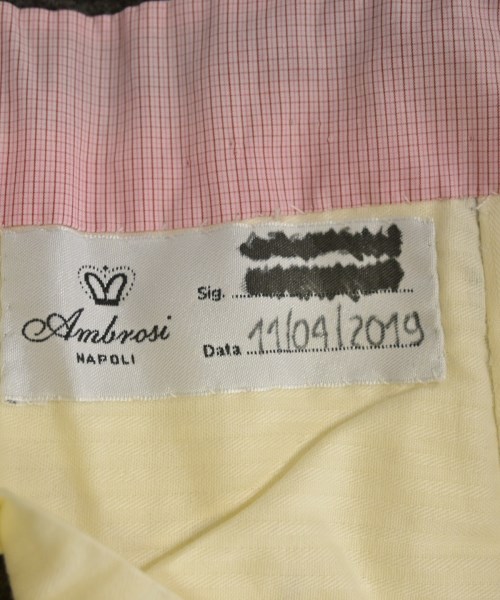 Ambrosi
NAPOLI
Sig.
Data 11/04/2019